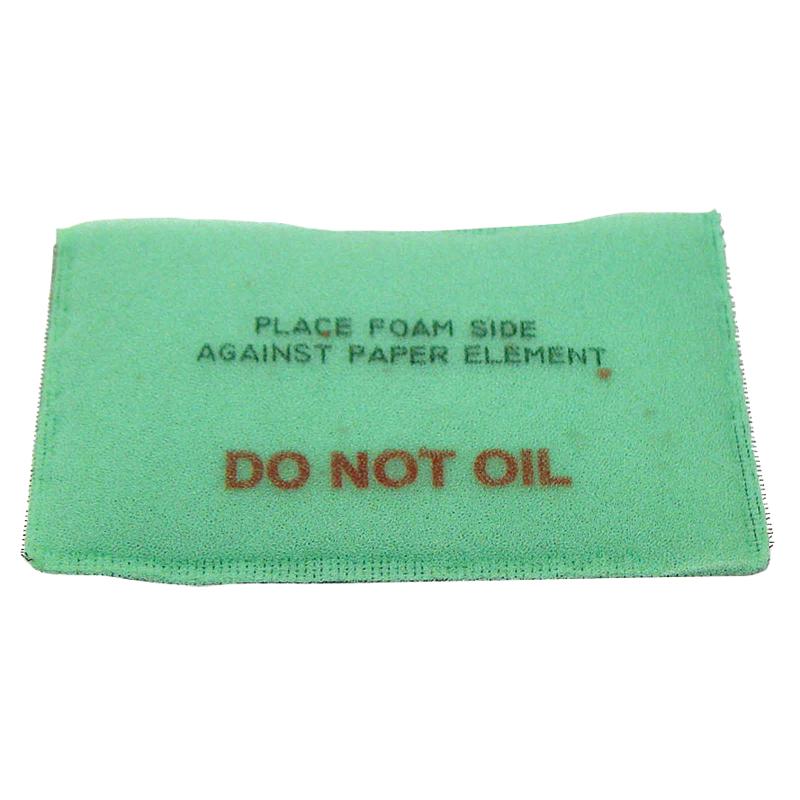 PLACE FOAM SIDE
AGAINST PAPER ELEMENT
DO NOT OIL